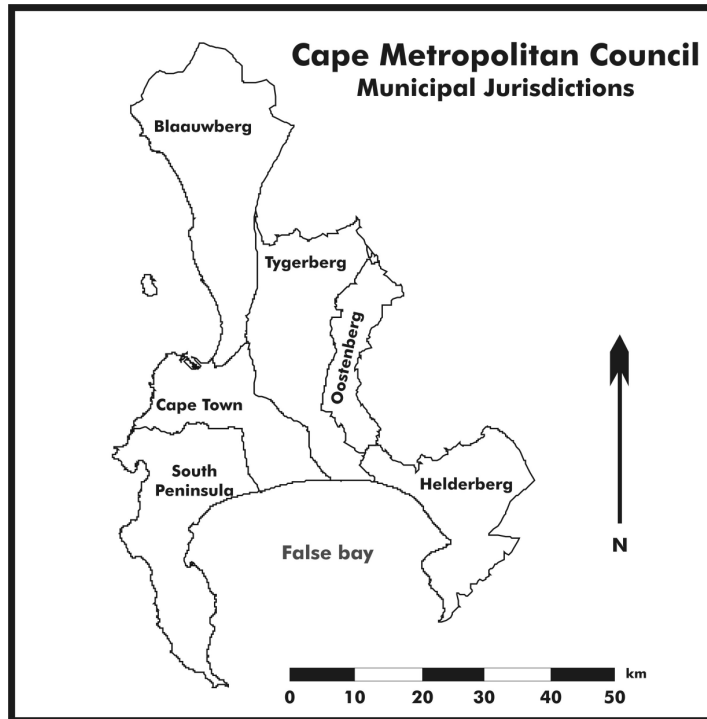 Cape Metropolitan Council
Municipal Jurisdictions
Blaauwberg
Tygerberg
Oostenberg
Cape Town
South
Peninsula
Helderberg
False bay
N
km
0 10 20 30 40 50